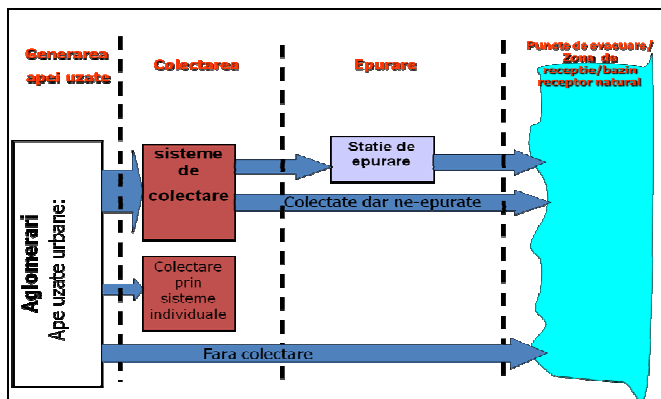 Generarea
apei uzate
Colectarea
Epurare
Puncte de evacuare/
Zona de
receptie/bazin
receptor natural
Aglomerari
Ape uzate urbane:
sisteme
de
colectare
Statie de
epurare
Colectate dar ne-epurate
Colectare
prin
sisteme
individuale
Fara colectare